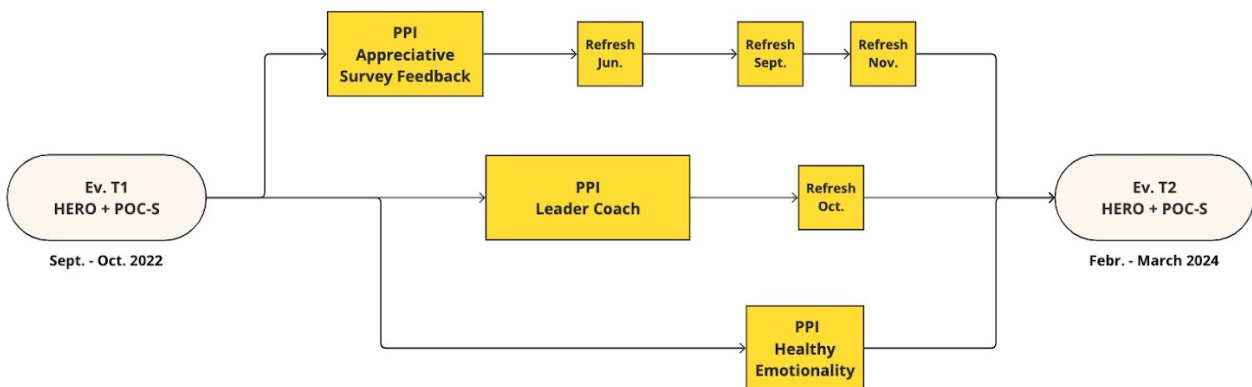 PPI
Appreciative
Survey Feedback
Refresh
Jun.
Refresh
Sept.
Refresh
Nov.
Ev. T1
HERO + POC-S
Sept. - Oct. 2022
PPI
Leader Coach
Refresh
Oct.
Ev. T2
HERO + POC-S
Febr. - March 2024
PPI
Healthy
Emotionality